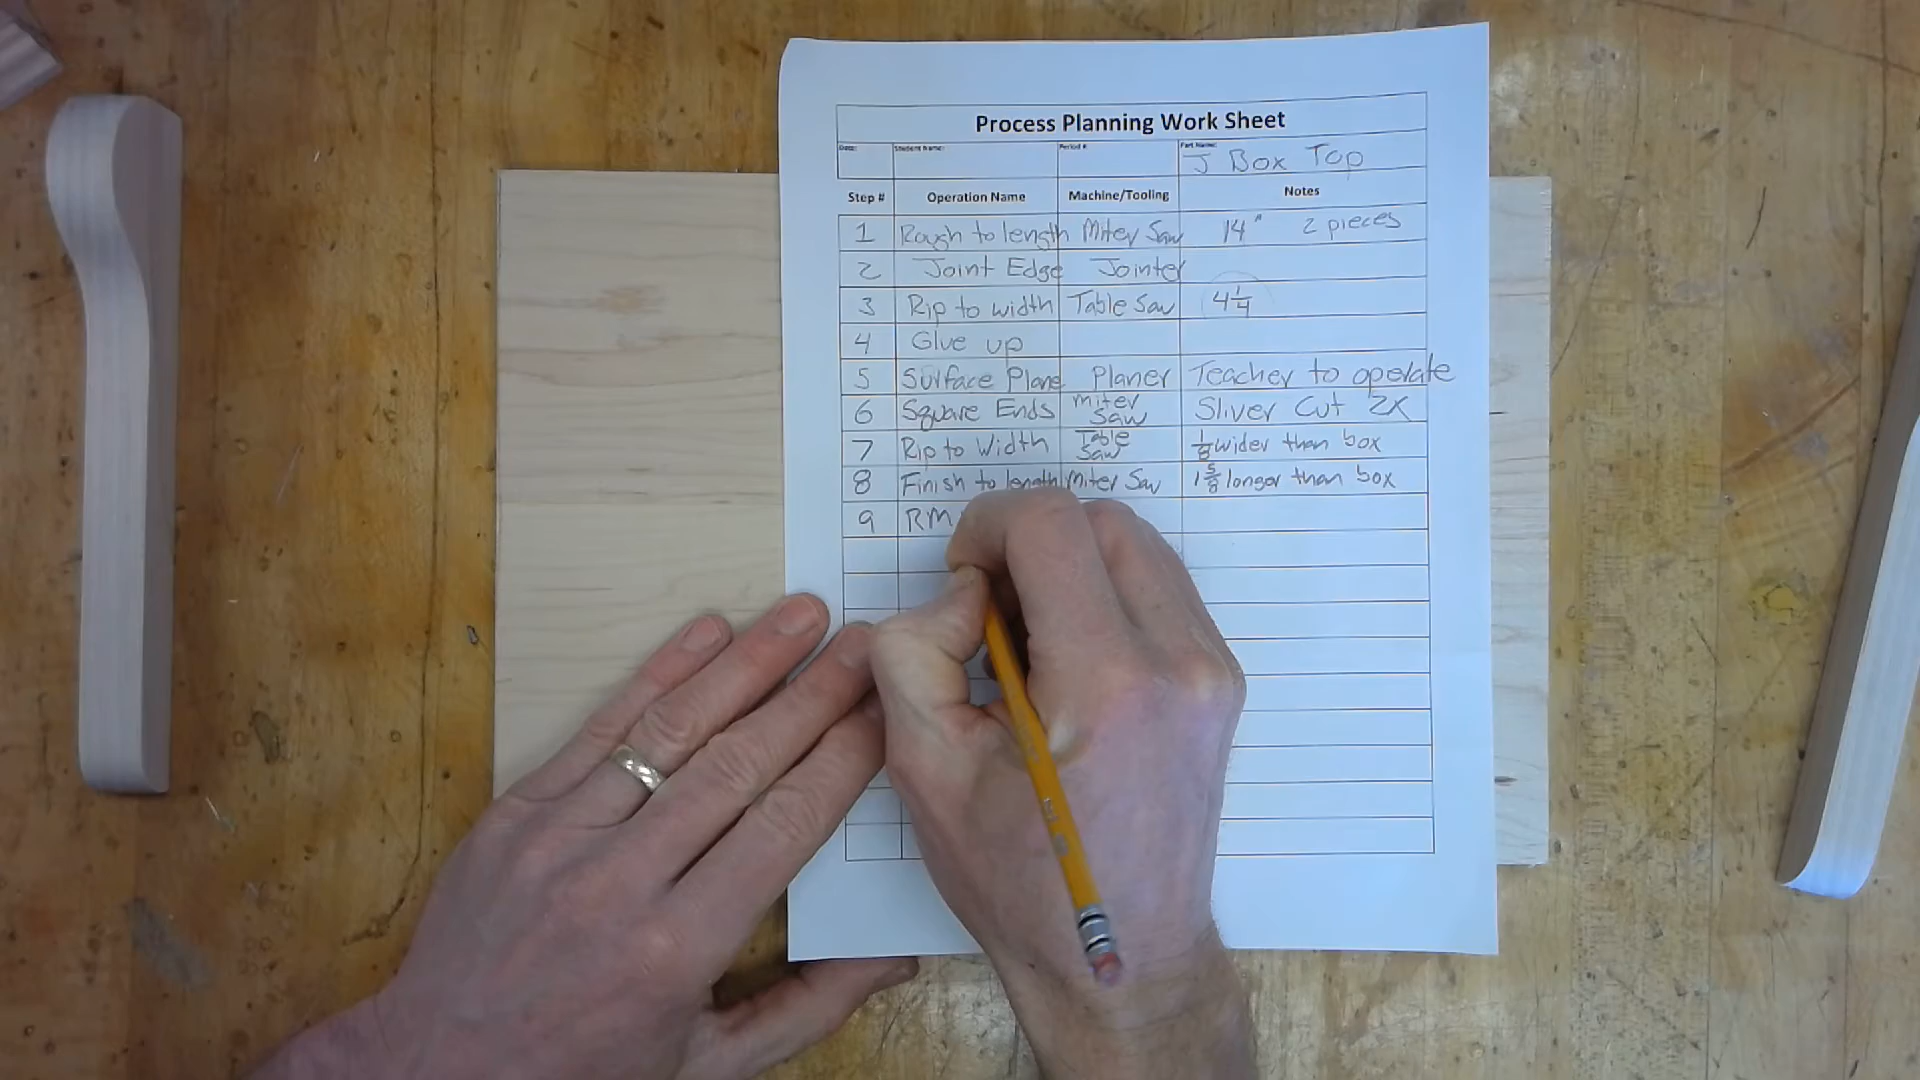 Process Planning Work Sheet
Date: Student Name: Period #: Part Name: J Box Top
Step # Operation Name Machine/Tooling Notes
1 Rough to length Miter Saw 14" 2 pieces
2 Joint Edge Jointer
3 Rip to width Table Saw 4 1/4
4 Glue up
5 Surface Plane Planer Teacher to operate
6 Square Ends Miter Saw Sliver Cut 2X
7 Rip to Width Table Saw 1/8 wider than box
8 Finish to length Miter Saw 1 5/8 longer than box
9 RM